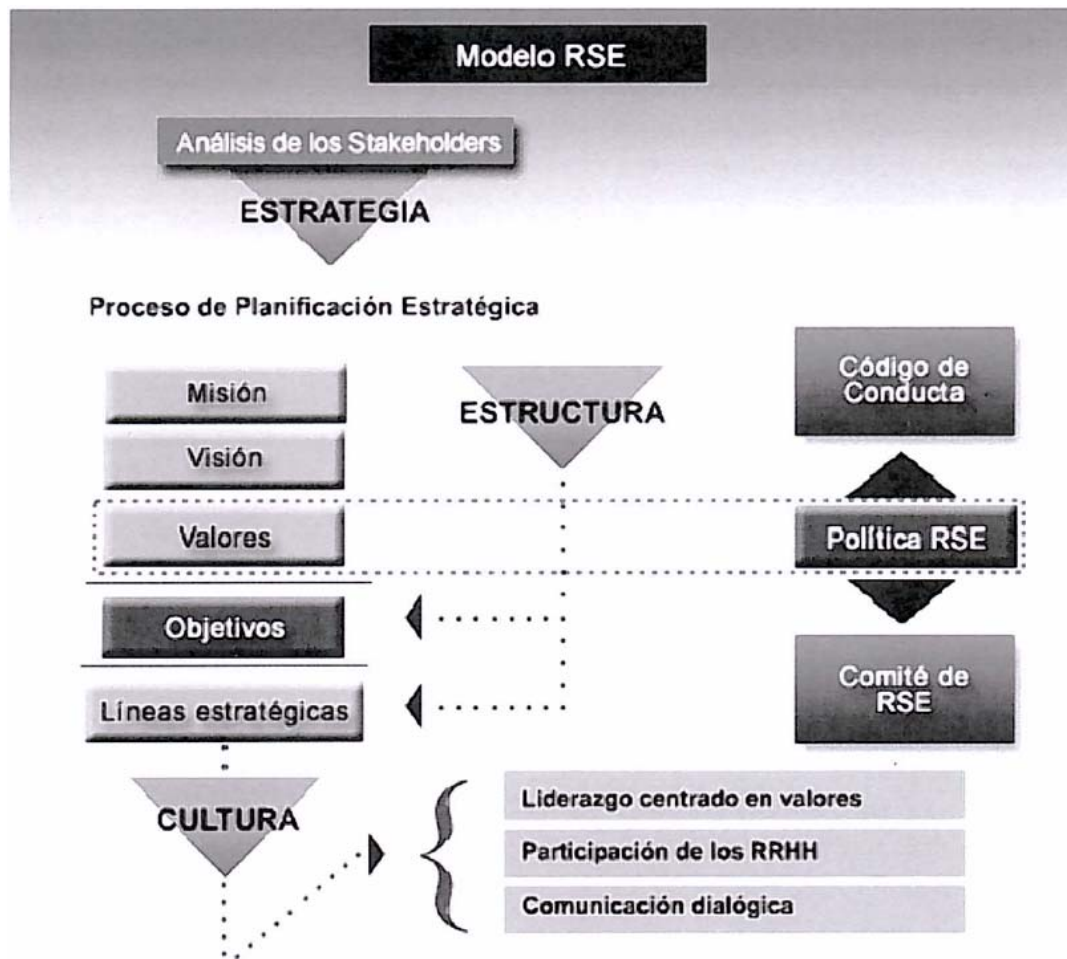 Modelo RSE
Análisis de los Stakeholders
ESTRATEGIA
Proceso de Planificación Estratégica
Misión
Visión
Valores
Objetivos
Líneas estratégicas
ESTRUCTURA
Código de
Conducta
Política RSE
Comité de
RSE
CULTURA
Liderazgo centrado en valores
Participación de los RRHH
Comunicación dialógica